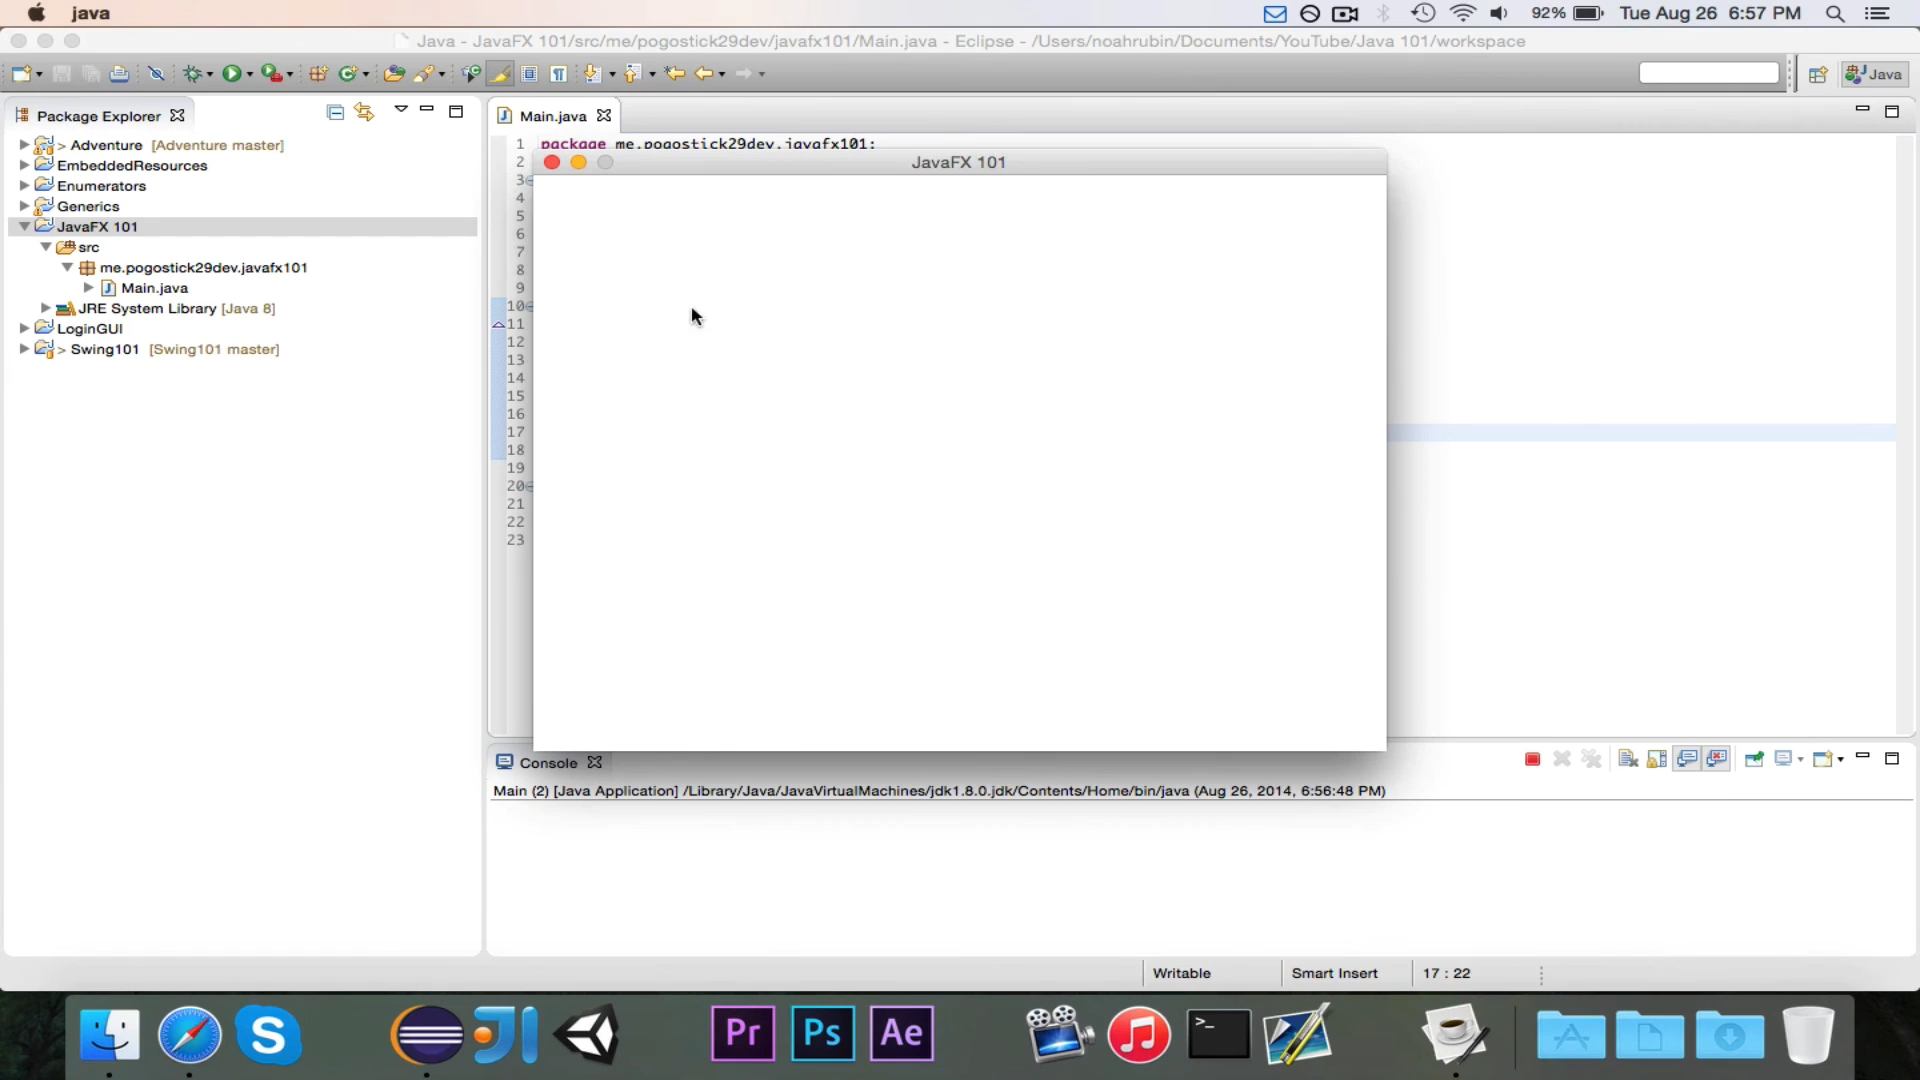 java
92%
Tue Aug 26 6:57 PM
Java - JavaFX 101/src/me/pogostick29dev/javafx101/Main.java - Eclipse - /Users/noahrubin/Documents/YouTube/Java 101/workspace
Java
Package Explorer
> Adventure [Adventure master]
EmbeddedResources
Enumerators
Generics
JavaFX 101
src
me.pogostick29dev.javafx101
Main.java
JRE System Library [Java 8]
LoginGUI
> Swing101 [Swing101 master]
Main.java
1 package me.pogostick29dev.javafx101;
JavaFX 101
2
3
4
5
6
7
8
9
10
11
12
13
14
15
16
17
18
19
20
21
22
23
Console
Main (2) [Java Application] /Library/Java/JavaVirtualMachines/jdk1.8.0.jdk/Contents/Home/bin/java (Aug 26, 2014, 6:56:48 PM)
Writable
Smart Insert
17 : 22
S
JI
Pr
Ps
Ae
>_